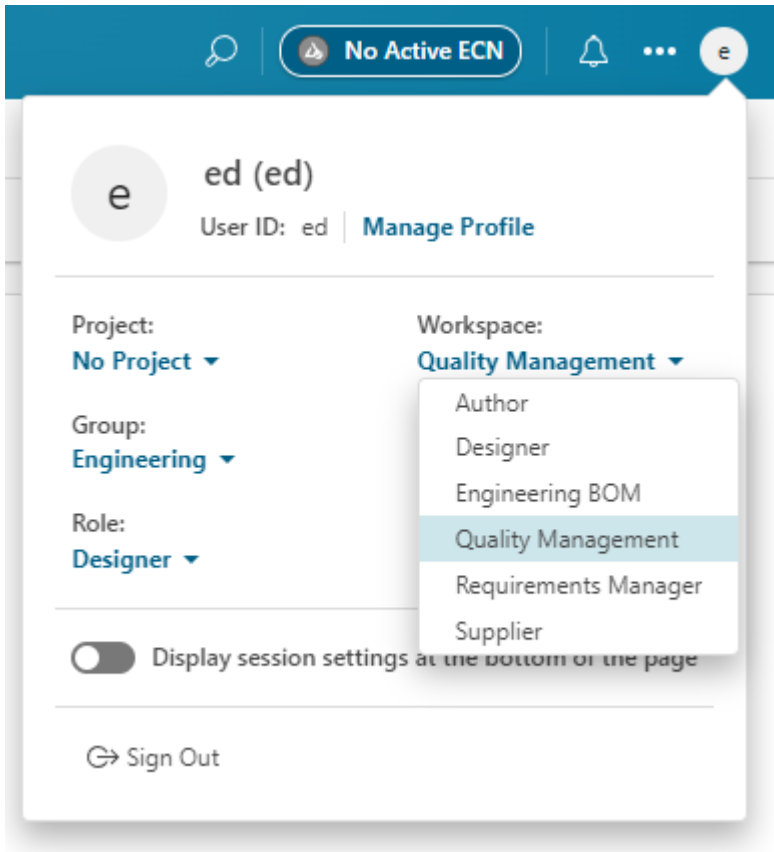 No Active ECN
e
e
ed (ed)
User ID: ed
Manage Profile
Project:
No Project
Workspace:
Quality Management
Author
Designer
Engineering BOM
Quality Management
Requirements Manager
Supplier
Group:
Engineering
Role:
Designer
Display session settings at the bottom of the page
Sign Out